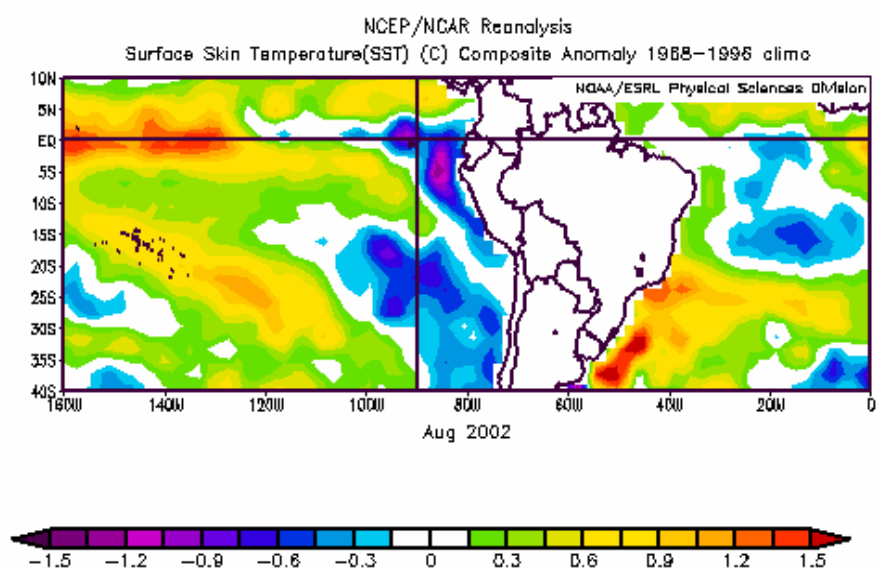 NCEP/NCAR Reanalysis
Surface Skin Temperature(SST) (C) Composite Anomaly 1968-1996 climo
NOAA/ESRL Physical Sciences Division
10N
5N
EQ
5S
10S
15S
20S
25S
30S
35S
40S
160W 140W 120W 100W 80W 60W 40W 20W 0
Aug 2002
-1.5 -1.2 -0.9 -0.6 -0.3 0 0.3 0.6 0.9 1.2 1.5